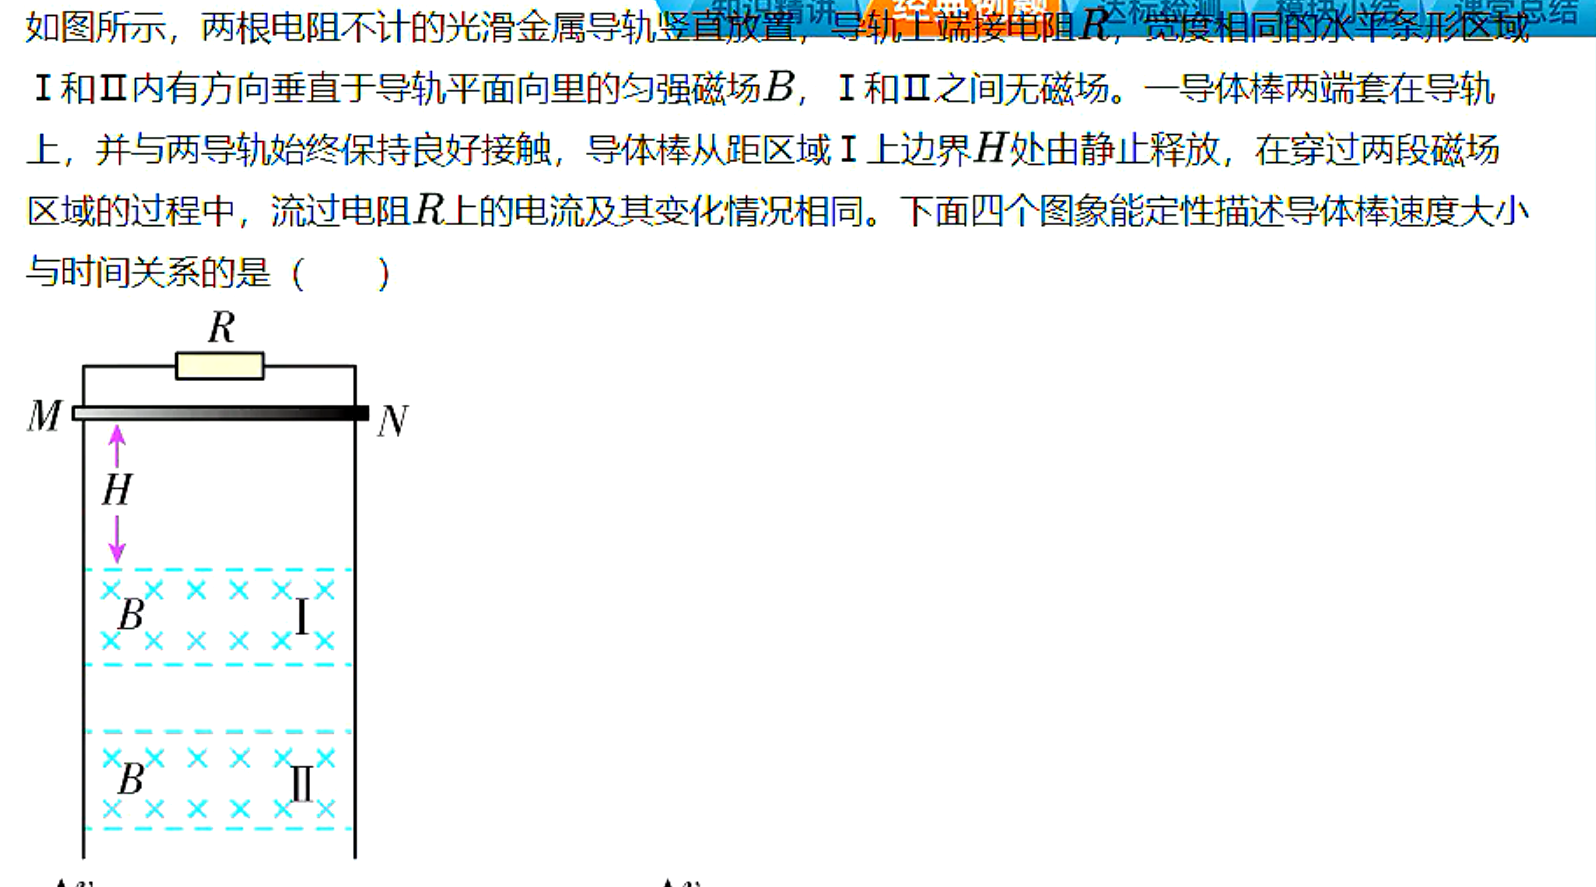 知识精讲 经典例题 达标检测 模块小结 课堂总结
如图所示，两根电阻不计的光滑金属导轨竖直放置，导轨上端接电阻R，宽度相同的水平条形区域
Ⅰ和Ⅱ内有方向垂直于导轨平面向里的匀强磁场B，Ⅰ和Ⅱ之间无磁场。一导体棒两端套在导轨
上，并与两导轨始终保持良好接触，导体棒从距区域Ⅰ上边界H处由静止释放，在穿过两段磁场
区域的过程中，流过电阻R上的电流及其变化情况相同。下面四个图象能定性描述导体棒速度大小
与时间关系的是（　　）
R
M N
H
B Ⅰ
B Ⅱ